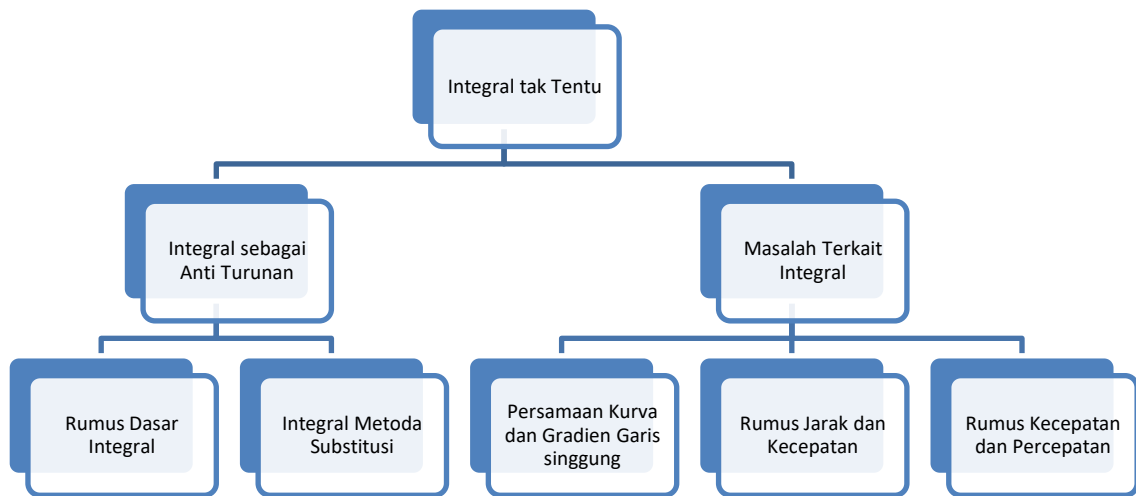 Integral tak Tentu
Integral sebagai
Anti Turunan
Masalah Terkait
Integral
Rumus Dasar
Integral
Integral Metoda
Substitusi
Persamaan Kurva
dan Gradien Garis
singgung
Rumus Jarak dan
Kecepatan
Rumus Kecepatan
dan Percepatan